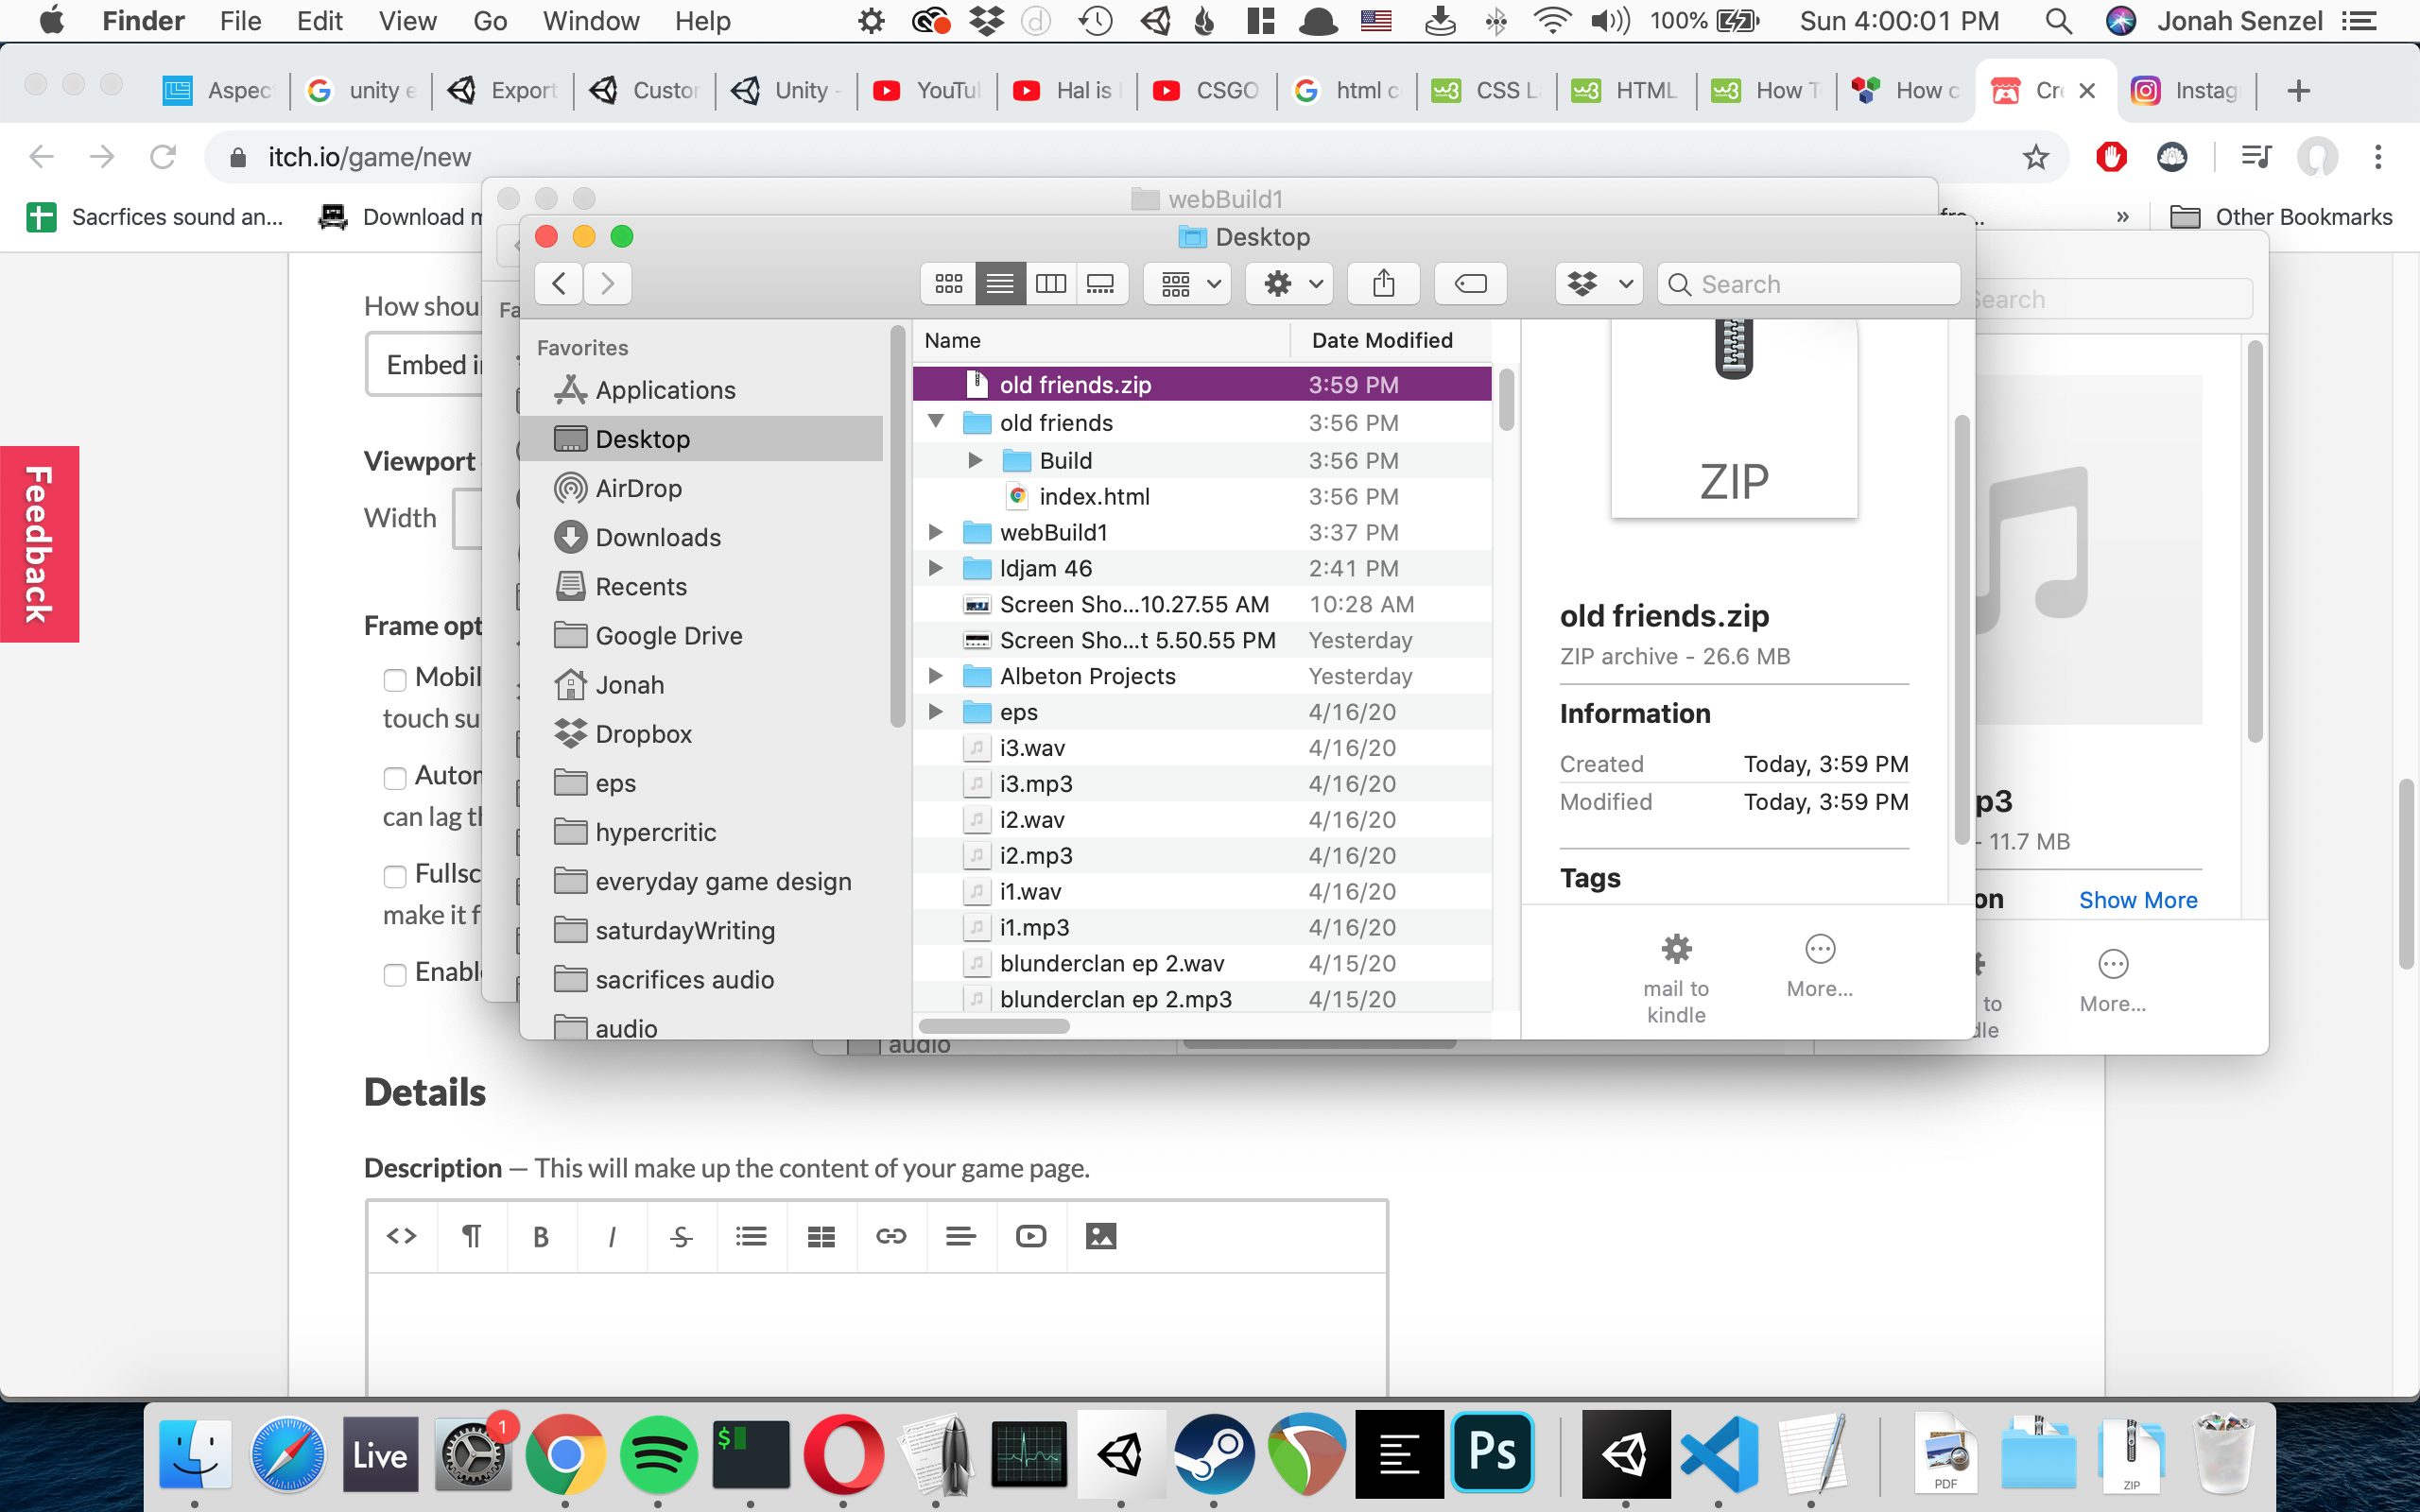 Finder File Edit View Go Window Help 100% Sun 4:00:01 PM Jonah Senzel
Aspec unity e Export Custor Unity - YouTu Hal is CSGO html c CSS L HTML How T How c Cr Instag
itch.io/game/new
Sacrfices sound an... Download m Other Bookmarks
webBuild1
Desktop
Search
Favorites
Applications
Desktop
AirDrop
Downloads
Recents
Google Drive
Jonah
Dropbox
eps
hypercritic
everyday game design
saturdayWriting
sacrifices audio
audio
Name Date Modified
old friends.zip 3:59 PM
old friends 3:56 PM
Build 3:56 PM
index.html 3:56 PM
webBuild1 3:37 PM
ldjam 46 2:41 PM
Screen Sho...10.27.55 AM 10:28 AM
Screen Sho...t 5.50.55 PM Yesterday
Albeton Projects Yesterday
eps 4/16/20
i3.wav 4/16/20
i3.mp3 4/16/20
i2.wav 4/16/20
i2.mp3 4/16/20
i1.wav 4/16/20
i1.mp3 4/16/20
blunderclan ep 2.wav 4/15/20
blunderclan ep 2.mp3 4/15/20
ZIP
old friends.zip
ZIP archive - 26.6 MB
Information
Created Today, 3:59 PM
Modified Today, 3:59 PM
Tags
mail to
kindle
More...
Search
p3
- 11.7 MB
on Show More
to
dle
More...
audio
Feedback
How shou
Embed i
Viewport
Width
Frame opt
Mobil
touch su
Autom
can lag th
Fullsc
make it f
Enabl
Details
Description — This will make up the content of your game page.
B I S
Live 1 $ Ps PDF ZIP